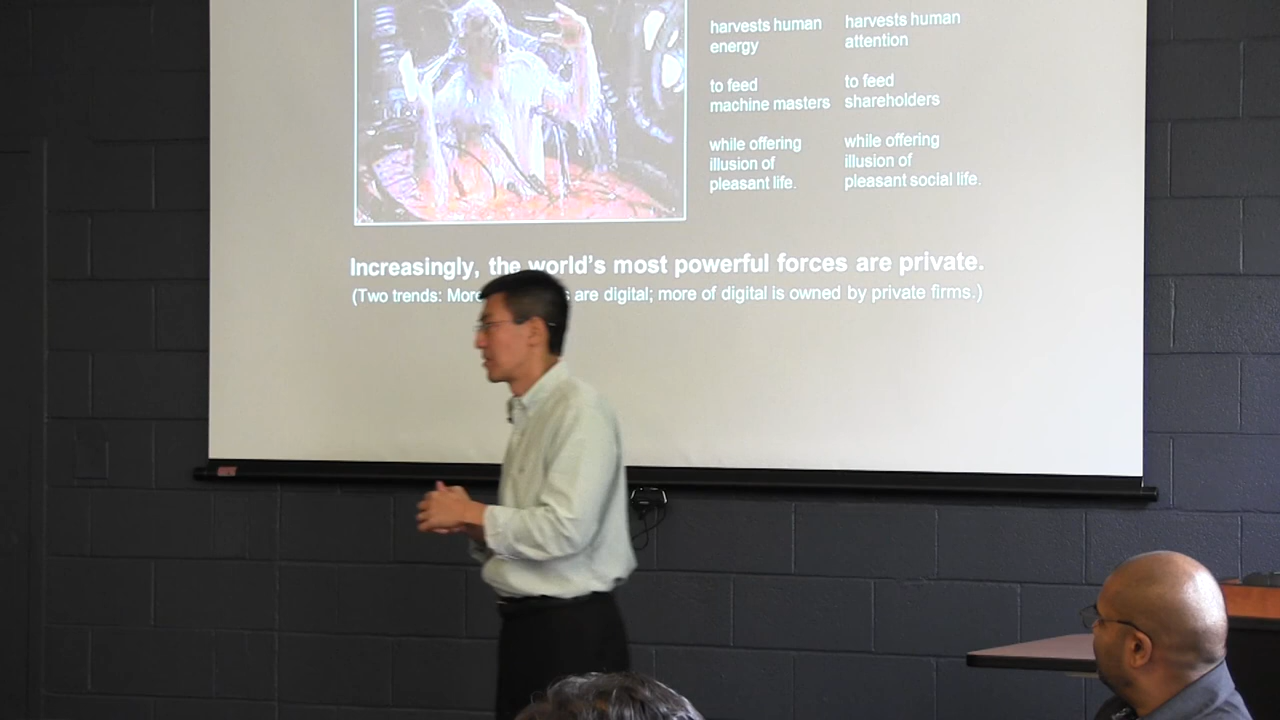 harvests human
energy
to feed
machine masters
while offering
illusion of
pleasant life.
harvests human
attention
to feed
shareholders
while offering
illusion of
pleasant social life.
Increasingly, the world's most powerful forces are private.
(Two trends: More are digital; more of digital is owned by private firms.)